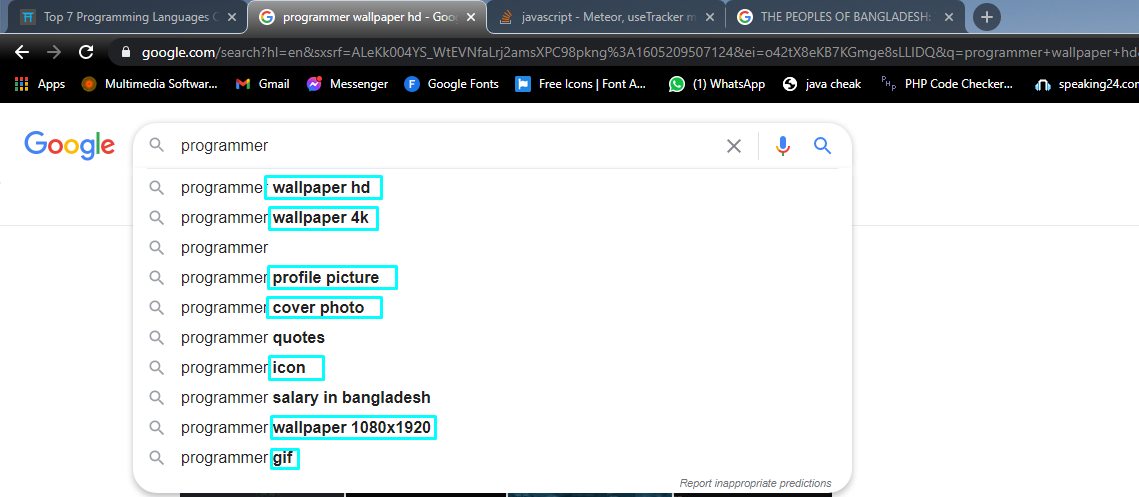 Top 7 Programming Languages
programmer wallpaper hd - Goo
javascript - Meteor, useTracker m
THE PEOPLES OF BANGLADESH:
google.com/search?hl=en&sxsrf=ALeKk004YS_WtEVNfaLrj2amsXPC98pkng%3A1605209507124&ei=o42tX8eKB7KGmge8sLLIDQ&q=programmer+wallpaper+hd
Apps
Multimedia Softwar...
Gmail
Messenger
Google Fonts
Free Icons | Font A...
(1) WhatsApp
java cheak
PHP
PHP Code Checker...
speaking24.com
Google
programmer
programmer wallpaper hd
programmer wallpaper 4k
programmer
programmer profile picture
programmer cover photo
programmer quotes
programmer icon
programmer salary in bangladesh
programmer wallpaper 1080x1920
programmer gif
Report inappropriate predictions